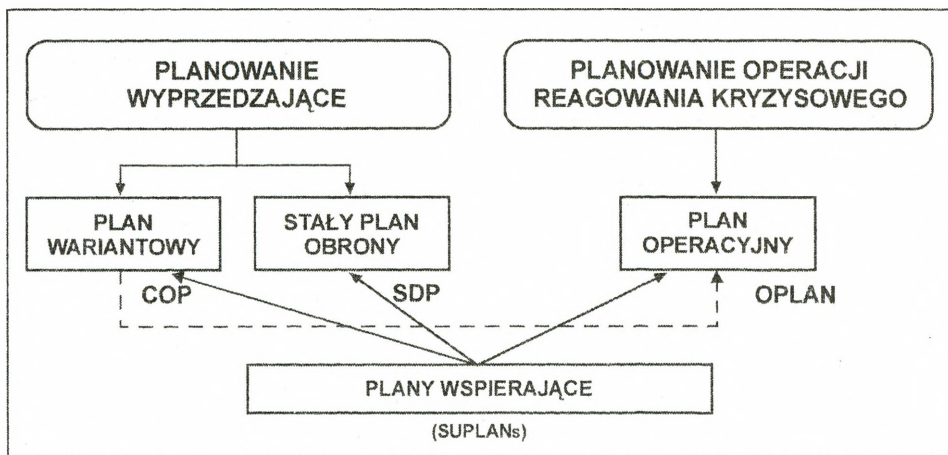 PLANOWANIE
WYPRZEDZAJĄCE
PLANOWANIE OPERACJI
REAGOWANIA KRYZYSOWEGO
PLAN
WARIANTOWY
STAŁY PLAN
OBRONY
PLAN
OPERACYJNY
COP
SDP
OPLAN
PLANY WSPIERAJĄCE
(SUPLANs)